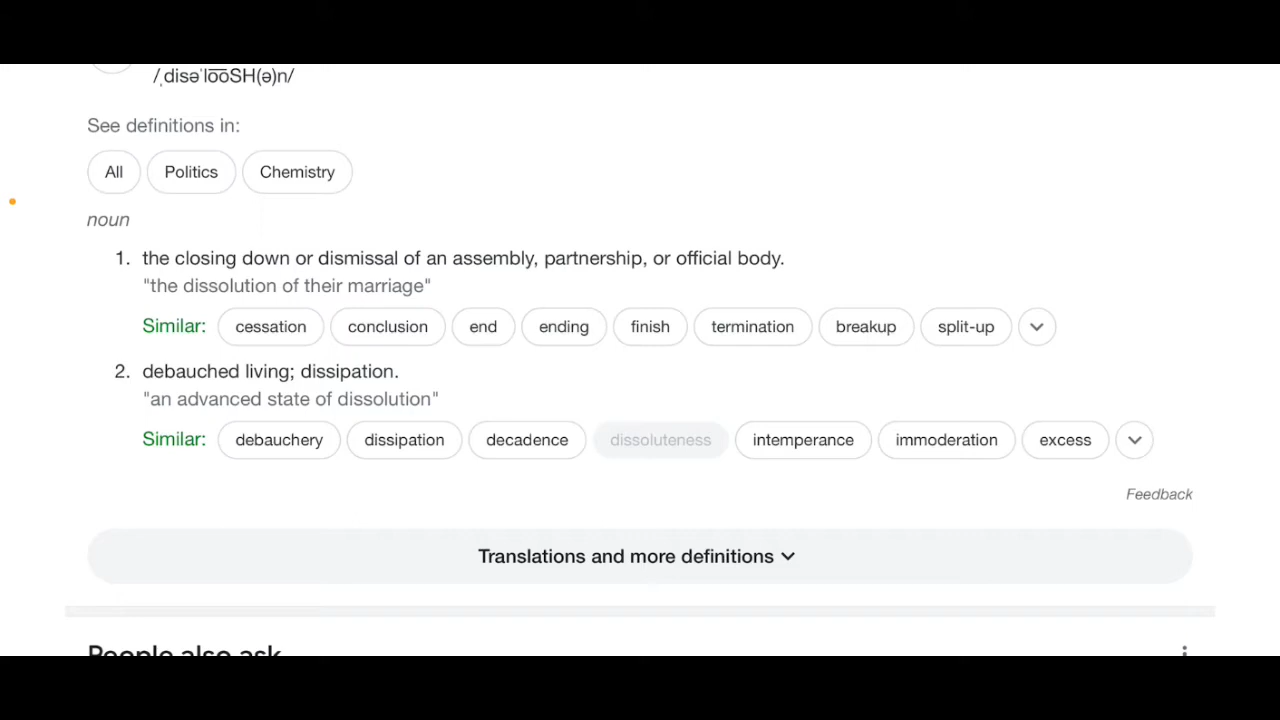 /ˌdisəˈlo͞oSH(ə)n/
See definitions in:
All Politics Chemistry
noun
1. the closing down or dismissal of an assembly, partnership, or official body.
"the dissolution of their marriage"
Similar: cessation conclusion end ending finish termination breakup split-up
2. debauched living; dissipation.
"an advanced state of dissolution"
Similar: debauchery dissipation decadence dissoluteness intemperance immoderation excess
Feedback
Translations and more definitions
People also ask